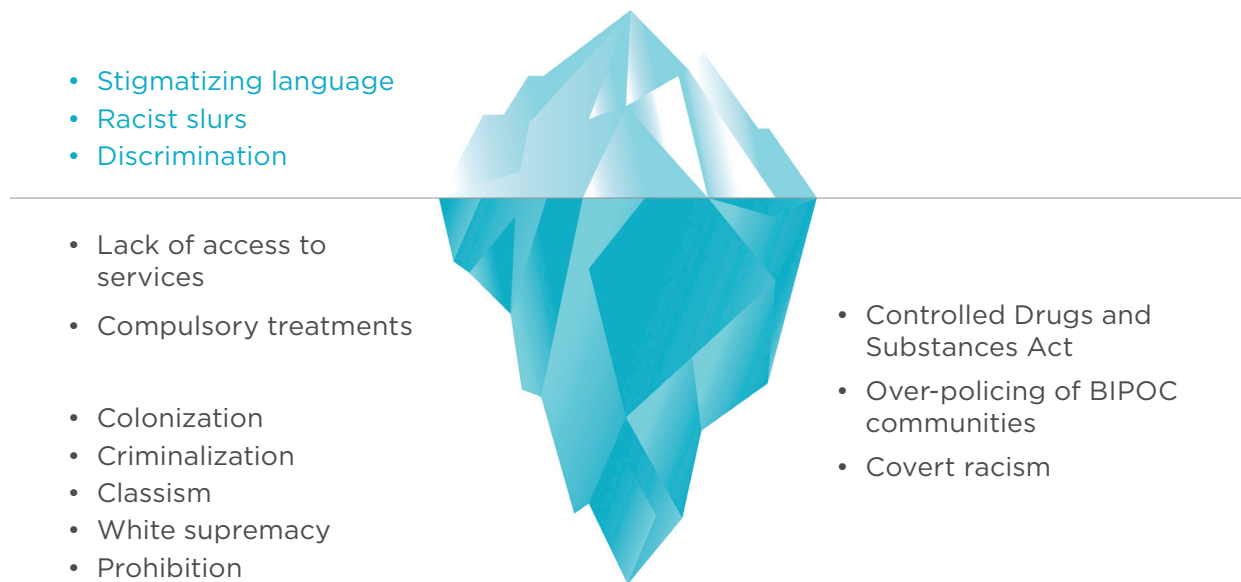 • Stigmatizing language
• Racist slurs
• Discrimination
• Lack of access to
services
• Compulsory treatments
• Colonization
• Criminalization
• Classism
• White supremacy
• Prohibition
• Controlled Drugs and
Substances Act
• Over-policing of BIPOC
communities
• Covert racism